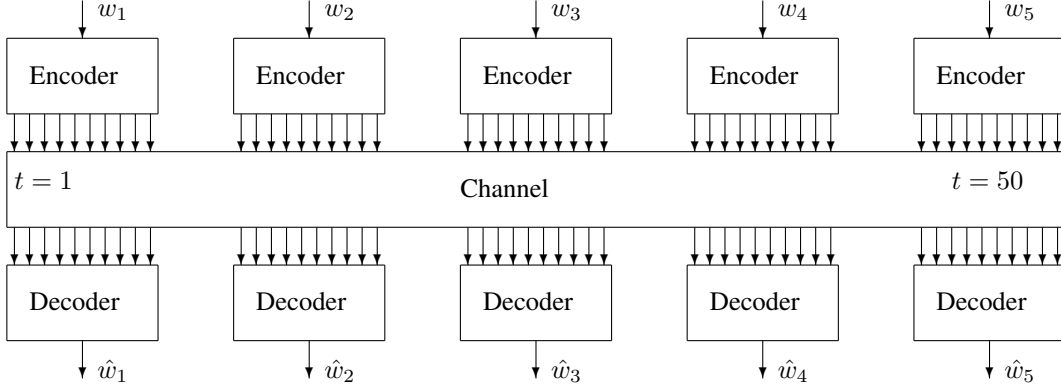 w₁ w₂ w₃ w₄ w₅
Encoder Encoder Encoder Encoder Encoder
t = 1 Channel t = 50
Decoder Decoder Decoder Decoder Decoder
ŵ₁ ŵ₂ ŵ₃ ŵ₄ ŵ₅